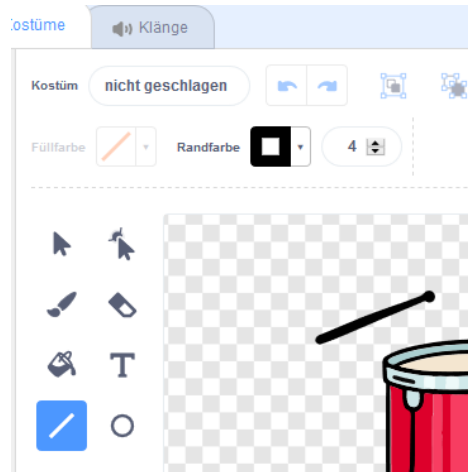 ostüme
Klänge
Kostüm nicht geschlagen
Füllfarbe Randfarbe 4
T